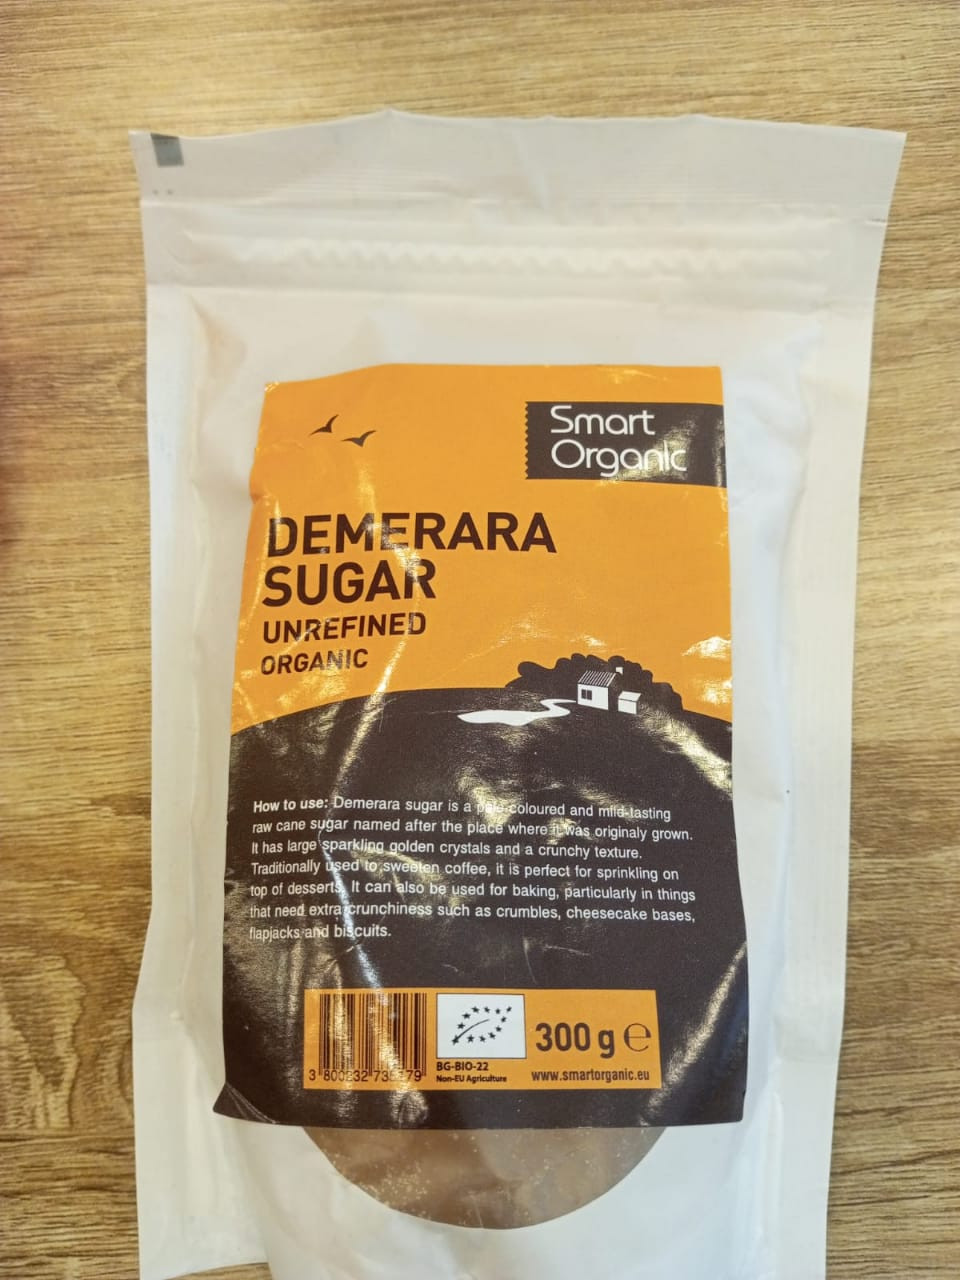 Smart
Organic
DEMERARA
SUGAR
UNREFINED
ORGANIC
How to use: Demerara sugar is a pale-coloured and mild-tasting
raw cane sugar named after the place where it was originaly grown.
It has large sparkling golden crystals and a crunchy texture.
Traditionally used to sweeten coffee, it is perfect for sprinkling on
top of desserts. It can also be used for baking, particularly in things
that need extra crunchiness such as crumbles, cheesecake bases,
flapjacks and biscuits.
BG-BIO-22
Non-EU Agriculture
300 g ℮
www.smartorganic.eu